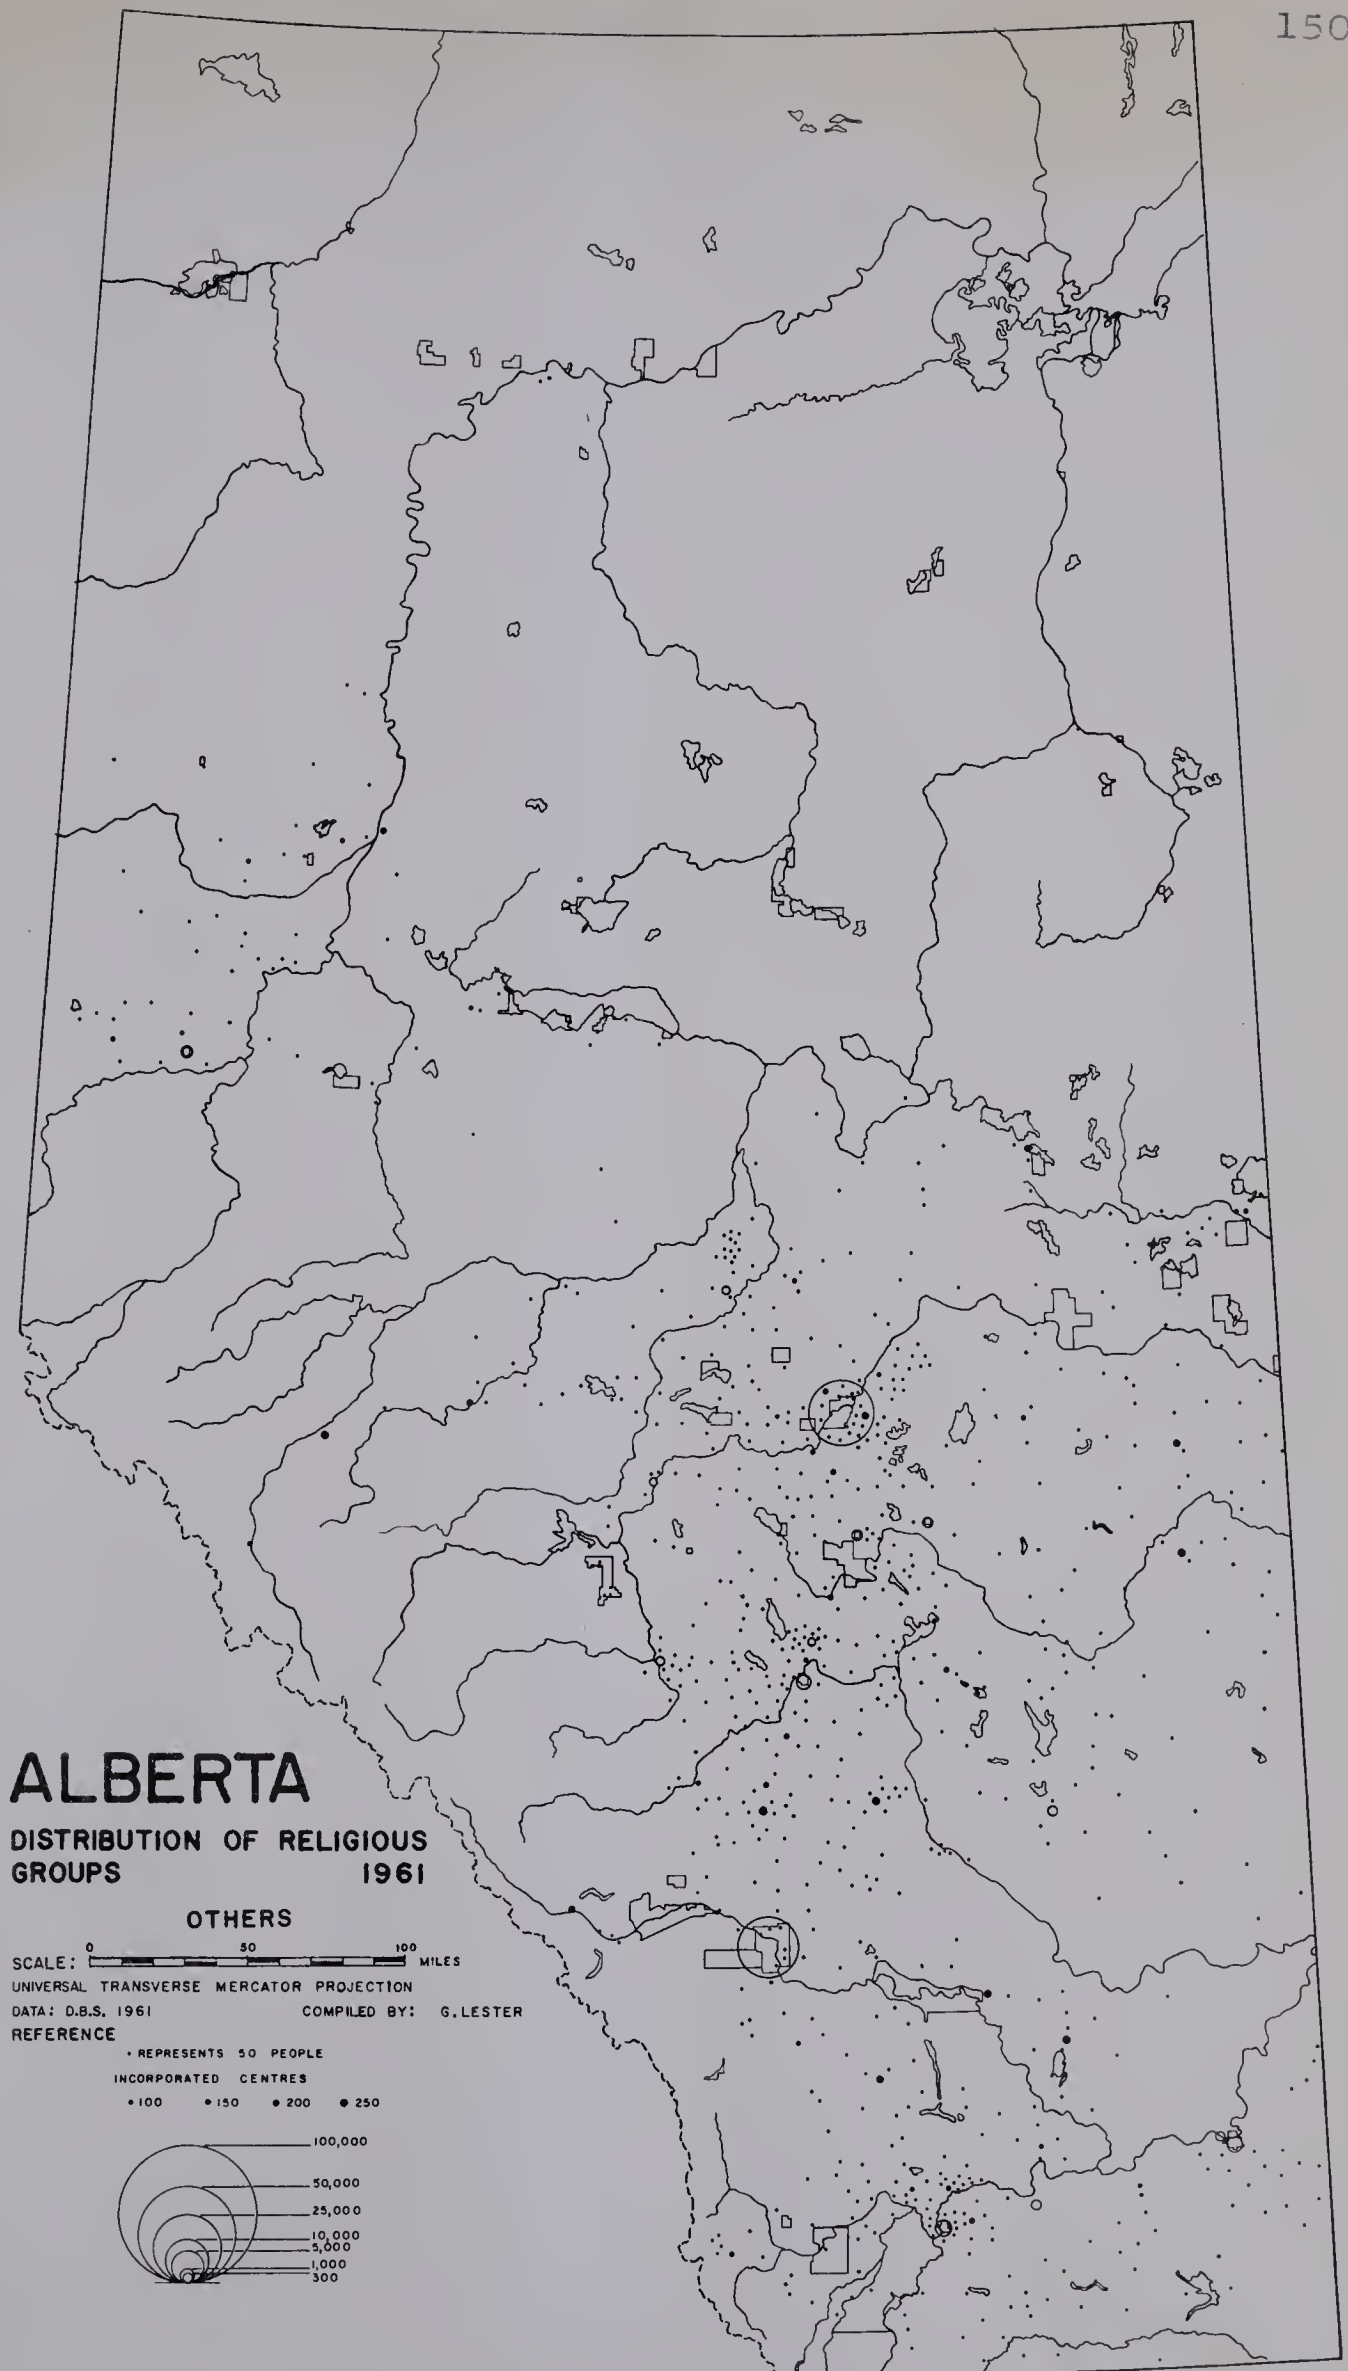 150
ALBERTA
DISTRIBUTION OF RELIGIOUS
GROUPS 1961
OTHERS
SCALE: 0 50 100 MILES
UNIVERSAL TRANSVERSE MERCATOR PROJECTION
DATA: D.B.S. 1961 COMPILED BY: G. LESTER
REFERENCE
• REPRESENTS 50 PEOPLE
INCORPORATED CENTRES
• 100 • 150 • 200 • 250
100,000
50,000
25,000
10,000
5,000
1,000
300